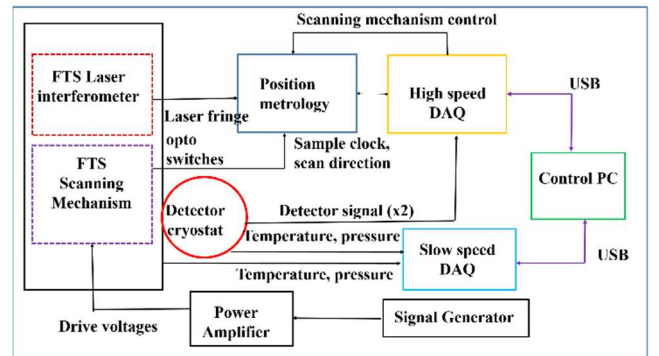 Scanning mechanism control
FTS Laser
interferometer
Position
metrology
High speed
DAQ
USB
Laser fringe
opto
switches
Sample clock,
scan direction
FTS
Scanning
Mechanism
Control PC
Detector
cryostat
Detector signal (x2)
Temperature, pressure
Slow speed
DAQ
USB
Temperature, pressure
Drive voltages
Power
Amplifier
Signal Generator